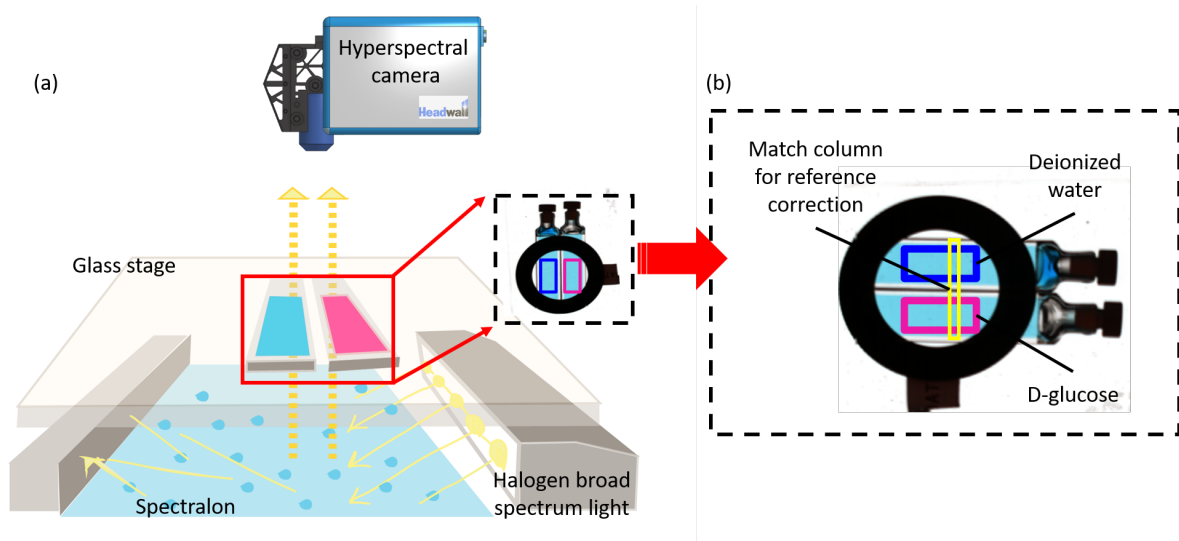 (a)
Hyperspectral
camera
Headwall
Glass stage
Spectralon
Halogen broad
spectrum light
(b)
Match column
for reference
correction
Deionized
water
D-glucose